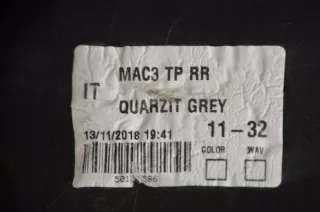 MAC3 TP RR
IT
QUARZIT GREY
13/11/2018 19:41
11-32
COLOR
WAV